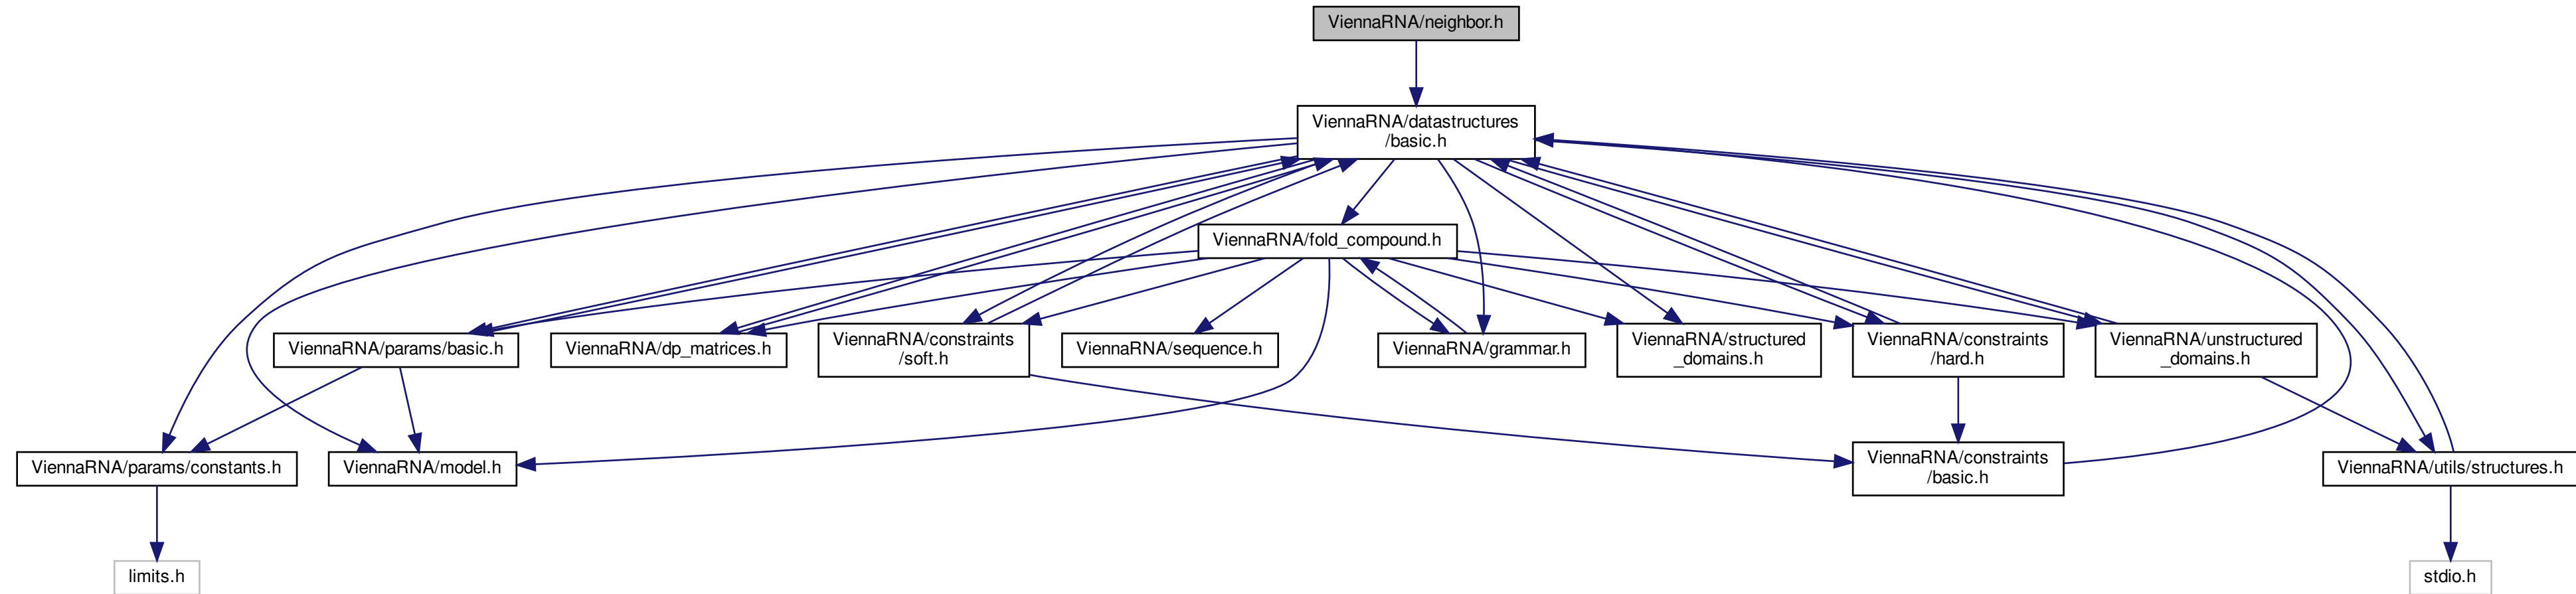 ViennaRNA/neighbor.h
ViennaRNA/datastructures
/basic.h
ViennaRNA/fold_compound.h
ViennaRNA/params/basic.h
ViennaRNA/dp_matrices.h
ViennaRNA/constraints
/soft.h
ViennaRNA/sequence.h
ViennaRNA/grammar.h
ViennaRNA/structured
_domains.h
ViennaRNA/constraints
/hard.h
ViennaRNA/unstructured
_domains.h
ViennaRNA/params/constants.h
ViennaRNA/model.h
ViennaRNA/constraints
/basic.h
ViennaRNA/utils/structures.h
limits.h
stdio.h